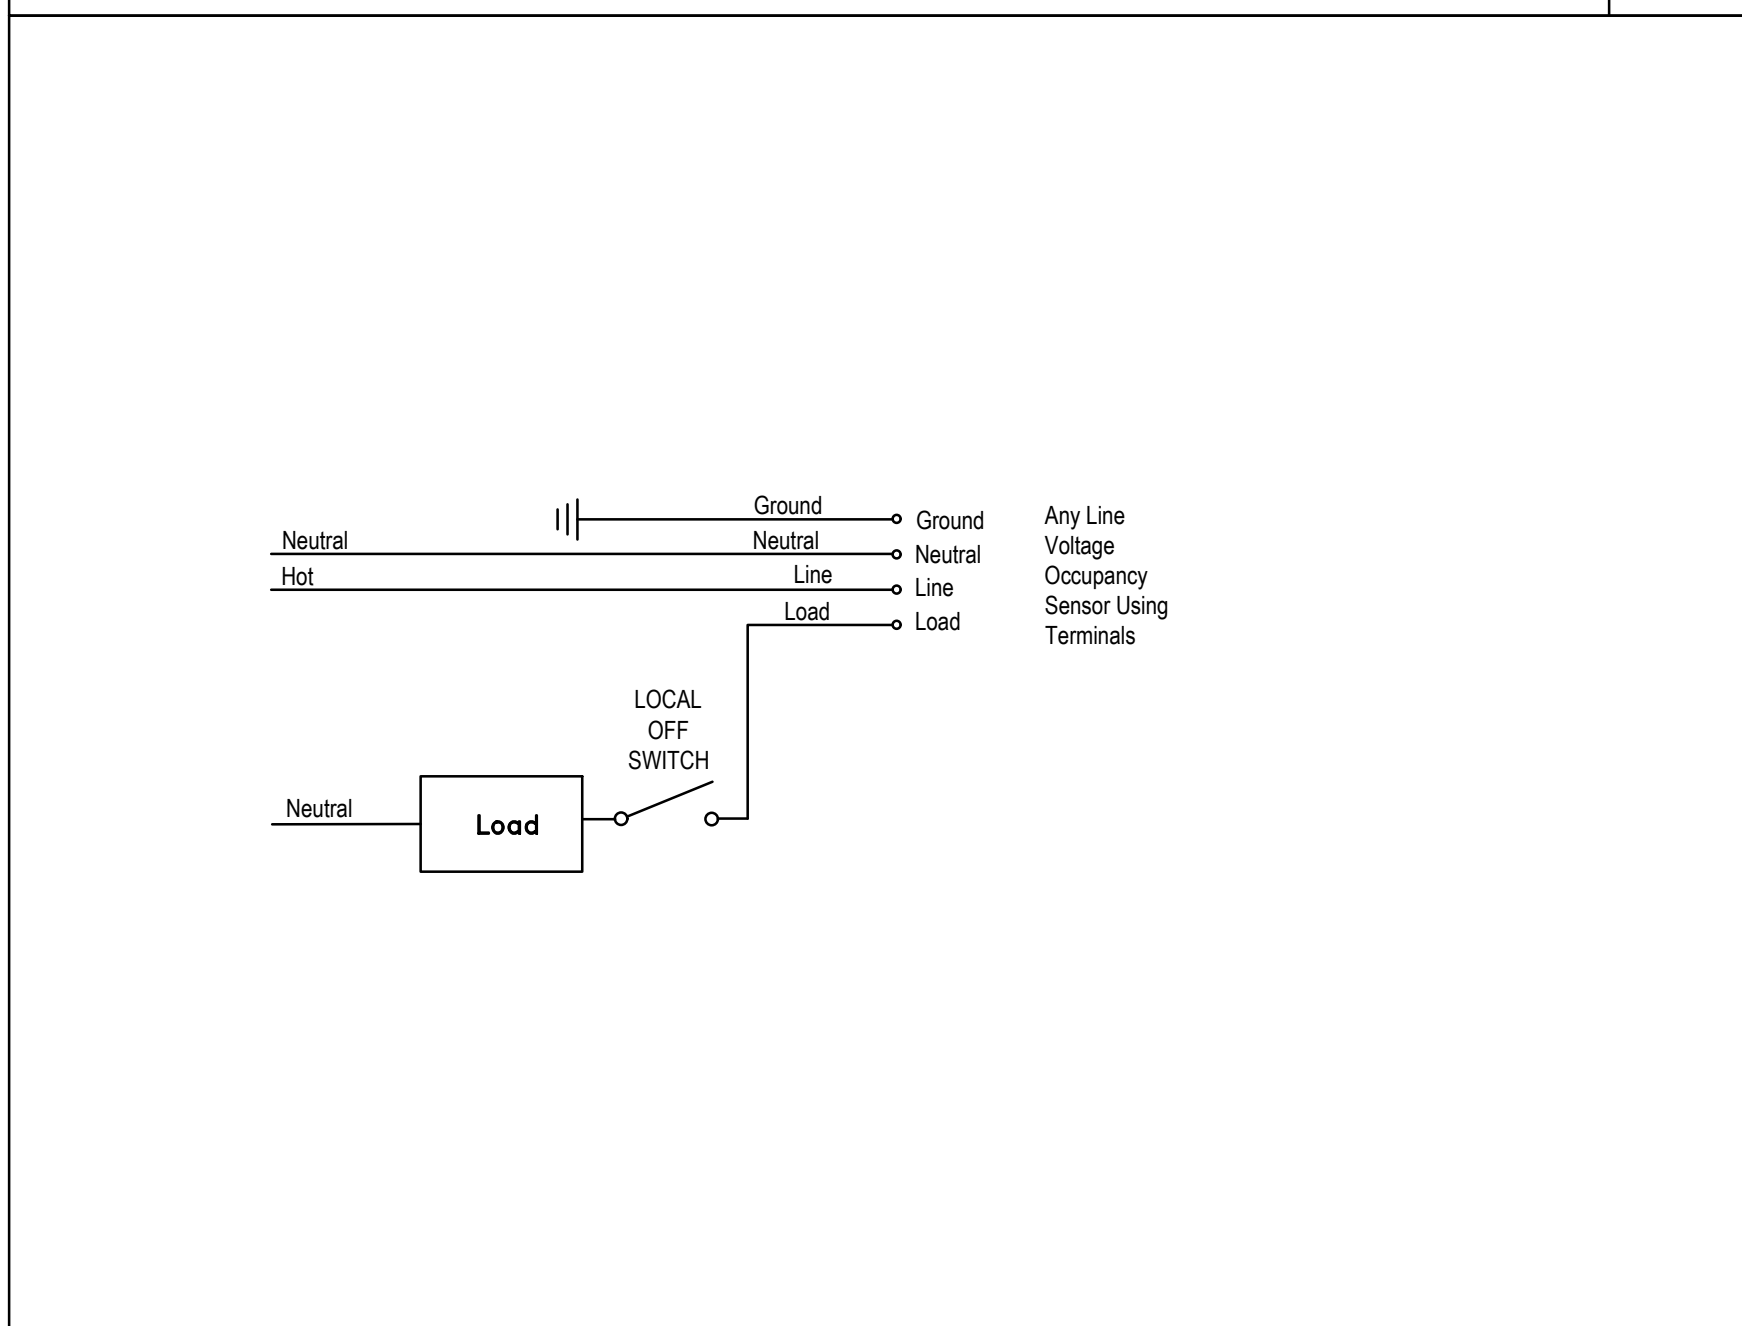 Ground
Ground
Neutral
Neutral
Neutral
Hot
Line
Line
Load
Load
Any Line
Voltage
Occupancy
Sensor Using
Terminals
LOCAL
OFF
SWITCH
Neutral
Load